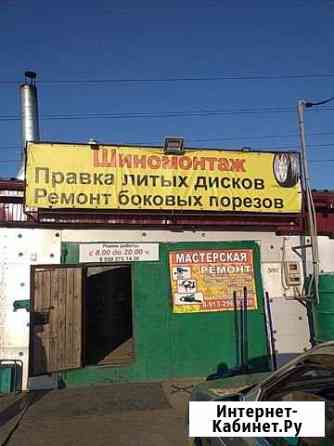 Шиномонтаж
Правка литых дисков
Ремонт боковых порезов
Режим работы
с 8.00 до 20.00 ч.
МАСТЕРСКАЯ
РЕМОНТ
Интернет-
Кабинет.Ру